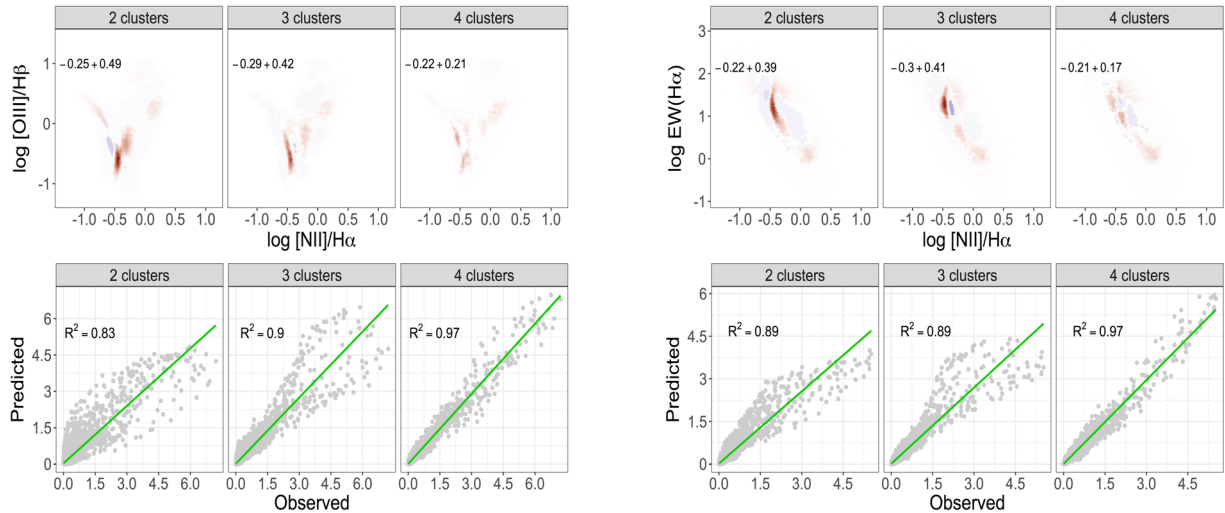 2 clusters 3 clusters 4 clusters
log [OIII]/Hβ
1
0
-1
−0.25 + 0.49 −0.29 + 0.42 −0.22 + 0.21
-1.0 -0.5 0.0 0.5 1.0 -1.0 -0.5 0.0 0.5 1.0 -1.0 -0.5 0.0 0.5 1.0
log [NII]/Hα
2 clusters 3 clusters 4 clusters
log EW(Hα)
3
2
1
0
-1
−0.22 + 0.39 −0.3 + 0.41 −0.21 + 0.17
-1.0 -0.5 0.0 0.5 1.0 -1.0 -0.5 0.0 0.5 1.0 -1.0 -0.5 0.0 0.5 1.0
log [NII]/Hα
2 clusters 3 clusters 4 clusters
Predicted
6
4.5
3
1.5
0
R² = 0.83 R² = 0.9 R² = 0.97
0.0 1.5 3.0 4.5 6.0 0.0 1.5 3.0 4.5 6.0 0.0 1.5 3.0 4.5 6.0
Observed
2 clusters 3 clusters 4 clusters
Predicted
6
4.5
3
1.5
0
R² = 0.89 R² = 0.89 R² = 0.97
0.0 1.5 3.0 4.5 0.0 1.5 3.0 4.5 0.0 1.5 3.0 4.5
Observed